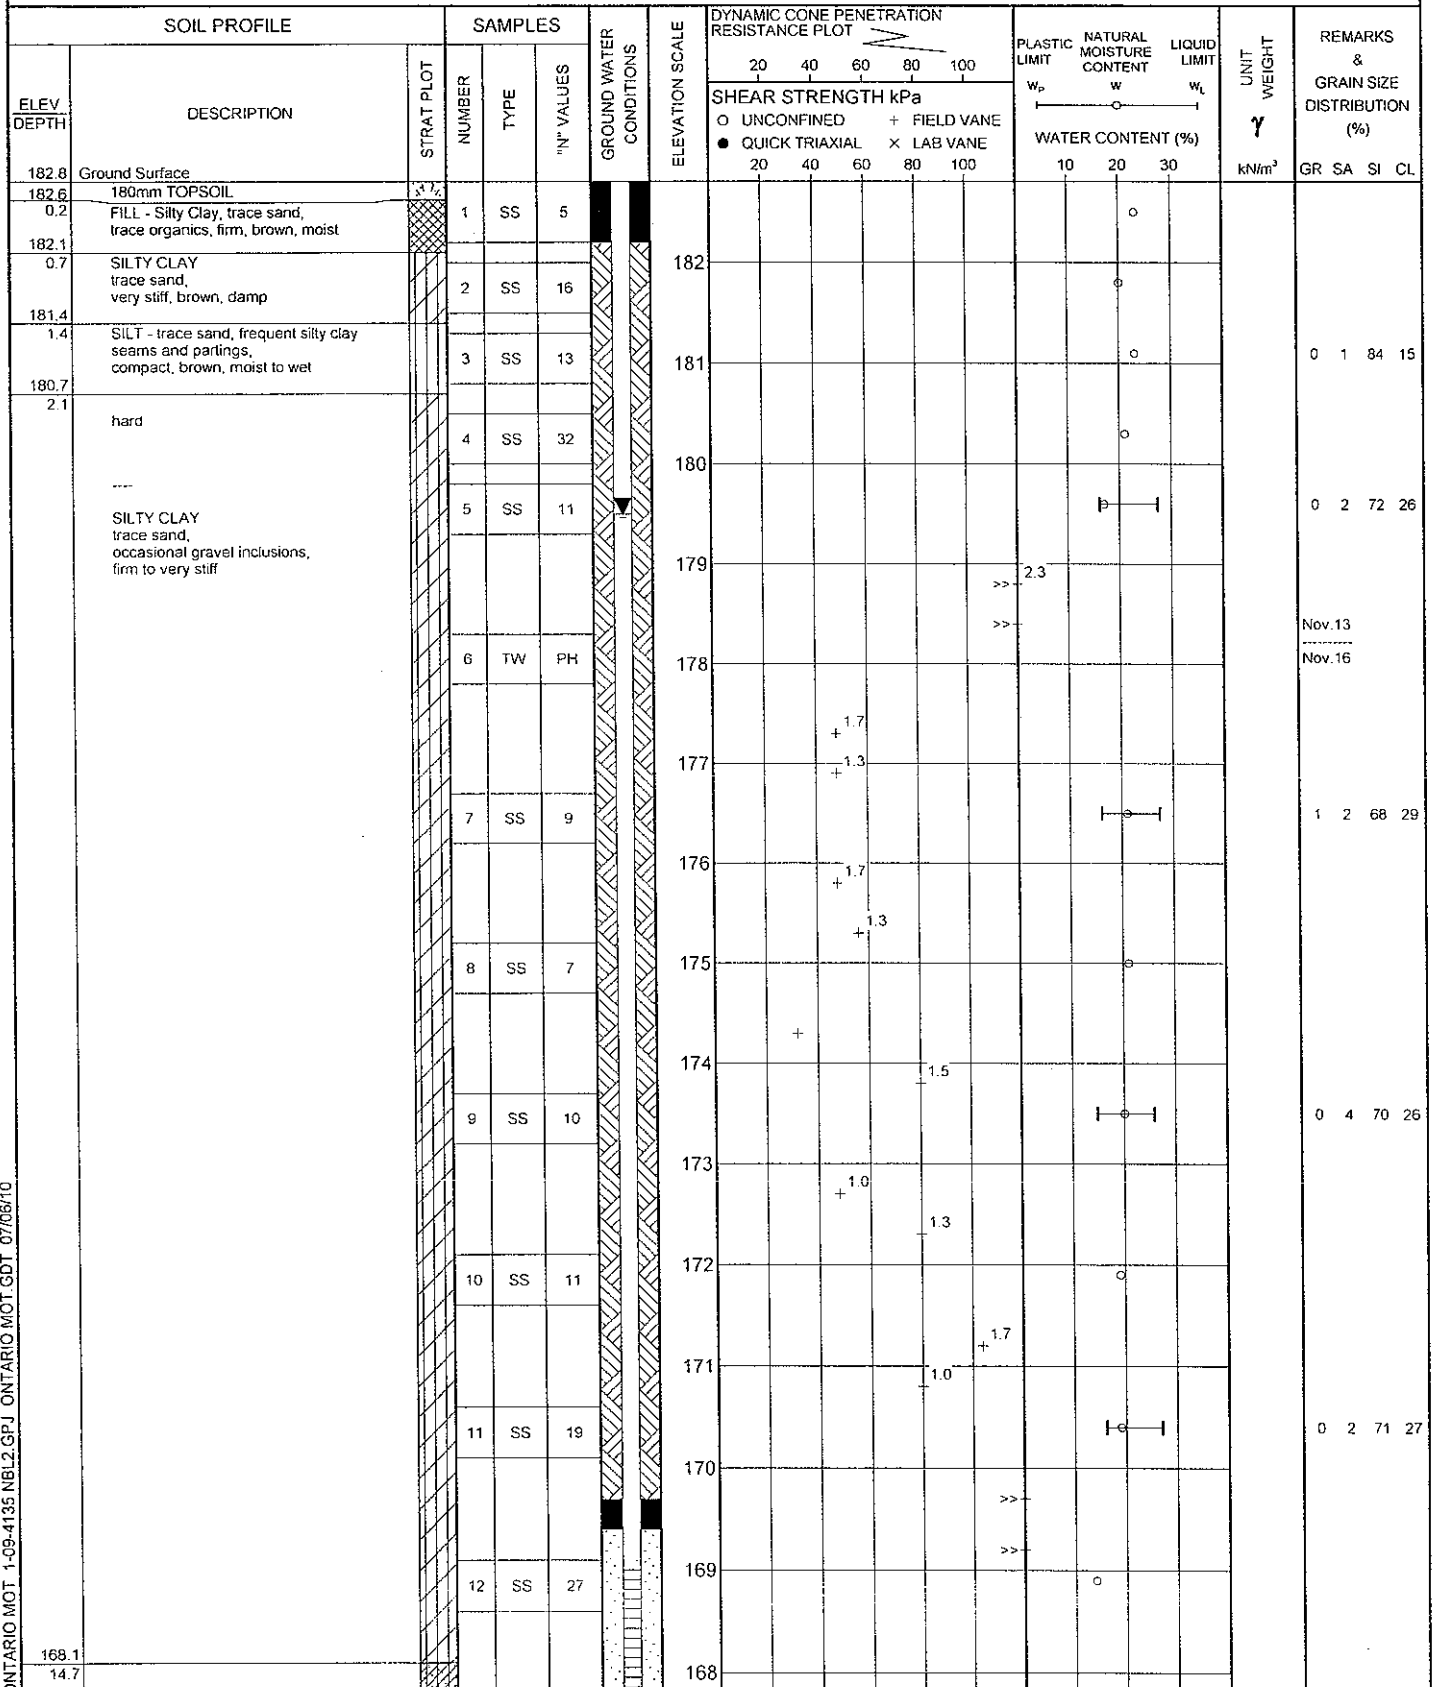 SOIL PROFILE
SAMPLES
GROUND WATER
CONDITIONS
ELEVATION SCALE
DYNAMIC CONE PENETRATION
RESISTANCE PLOT
20 40 60 80 100
PLASTIC
LIMIT
NATURAL
MOISTURE
CONTENT
LIQUID
LIMIT
UNIT
WEIGHT
REMARKS
&
GRAIN SIZE
DISTRIBUTION
(%)
ELEV
DEPTH
DESCRIPTION
STRAT PLOT
NUMBER
TYPE
"N" VALUES
SHEAR STRENGTH kPa
O UNCONFINED + FIELD VANE
● QUICK TRIAXIAL × LAB VANE
20 40 60 80 100
WP W WL
WATER CONTENT (%)
10 20 30
γ
kN/m³
GR SA SI CL
182.8 Ground Surface
182.6 180mm TOPSOIL
0.2 FILL - Silty Clay, trace sand,
trace organics, firm, brown, moist
182.1
1 SS 5
0.7 SILTY CLAY
trace sand,
very stiff, brown, damp
181.4
182
2 SS 16
1.4 SILT - trace sand, frequent silty clay
seams and partings,
compact, brown, moist to wet
180.7
3 SS 13
181
0 1 84 15
2.1
hard
4 SS 32
180
----
SILTY CLAY
trace sand,
occasional gravel inclusions,
firm to very stiff
5 SS 11
0 2 72 26
179
>> 2.3
>>
Nov.13
--------
Nov.16
6 TW PH
178
1.7
177
1.3
7 SS 9
1 2 68 29
176
1.7
1.3
8 SS 7
175
174
1.5
9 SS 10
0 4 70 26
173
1.0
1.3
172
10 SS 11
1.7
171
1.0
11 SS 19
0 2 71 27
170
>>
>>
169
12 SS 27
168.1
14.7
168
ONTARIO MOT 1-09-4135 NBL2.GPJ ONTARIO MOT.GDT 07/06/10